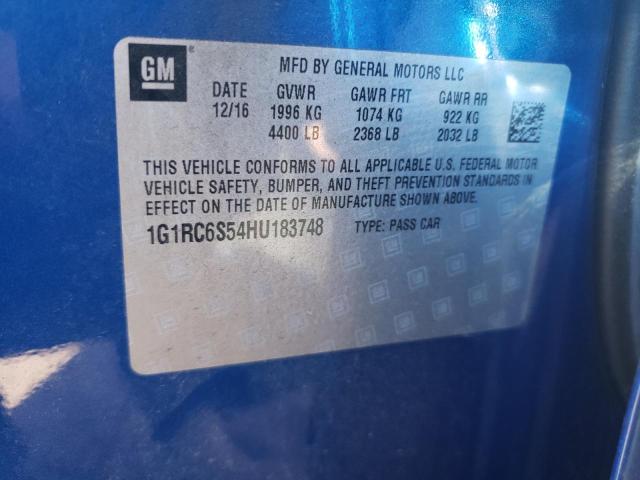 GM ®
MFD BY GENERAL MOTORS LLC
DATE GVWR GAWR FRT GAWR RR
12/16 1996 KG 1074 KG 922 KG
4400 LB 2368 LB 2032 LB
THIS VEHICLE CONFORMS TO ALL APPLICABLE U.S. FEDERAL MOTOR
VEHICLE SAFETY, BUMPER, AND THEFT PREVENTION STANDARDS IN
EFFECT ON THE DATE OF MANUFACTURE SHOWN ABOVE.
1G1RC6S54HU183748 TYPE: PASS CAR